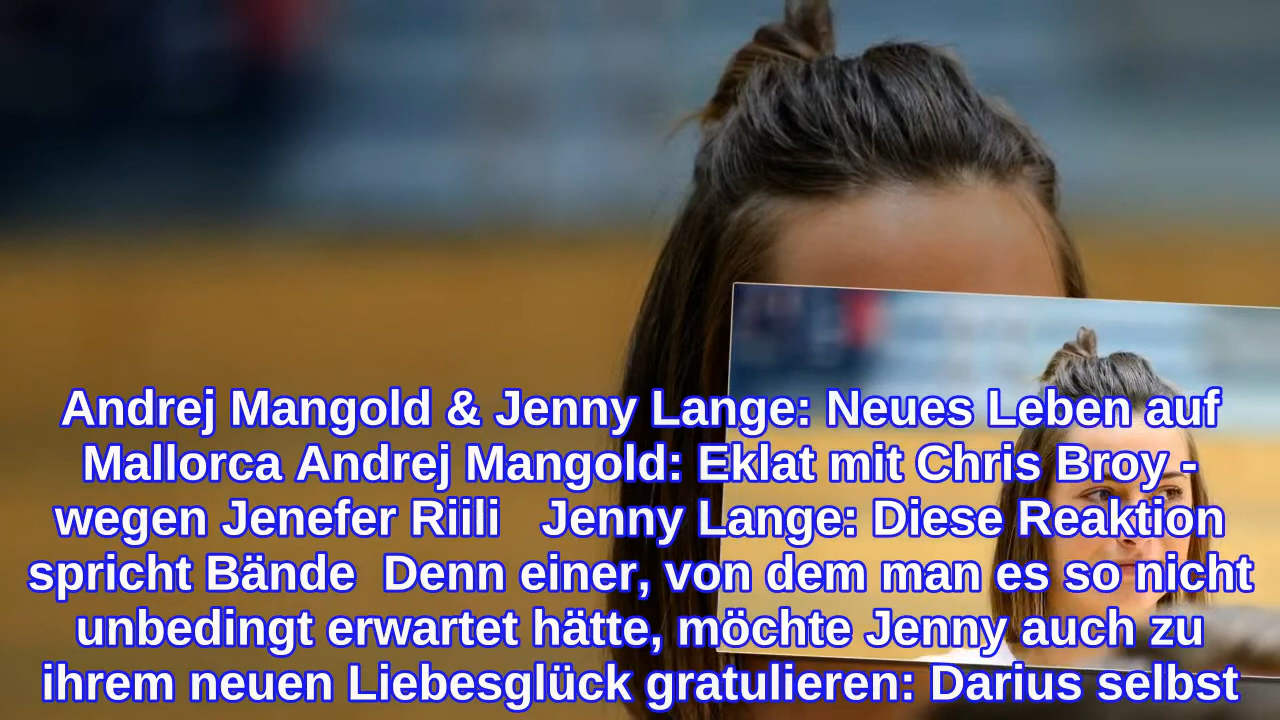 Andrej Mangold & Jenny Lange: Neues Leben auf
Mallorca Andrej Mangold: Eklat mit Chris Broy -
wegen Jenefer Riili   Jenny Lange: Diese Reaktion
spricht Bände  Denn einer, von dem man es so nicht
unbedingt erwartet hätte, möchte Jenny auch zu
ihrem neuen Liebesglück gratulieren: Darius selbst